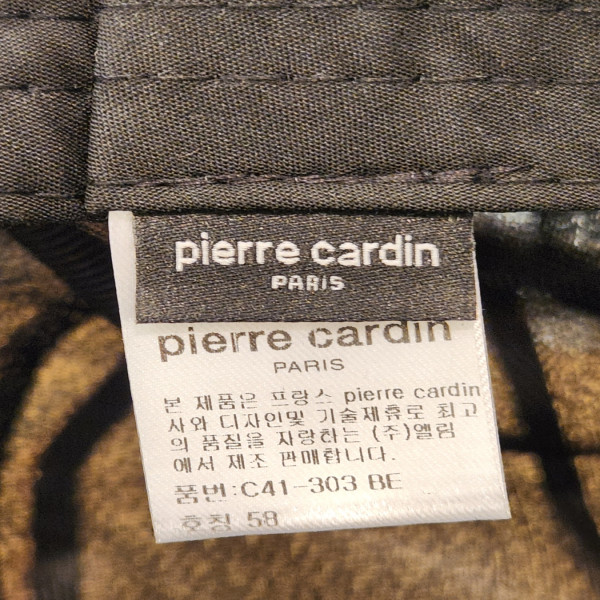 pierre cardin
PARIS
pierre cardin
PARIS
본 제품은 프랑스 pierre cardin
사와 디자인및 기술제휴로 최고
의 품질을 자랑하는 (주)엘림
에서 제조 판매합니다.
품번:C41-303 BE
호칭 58